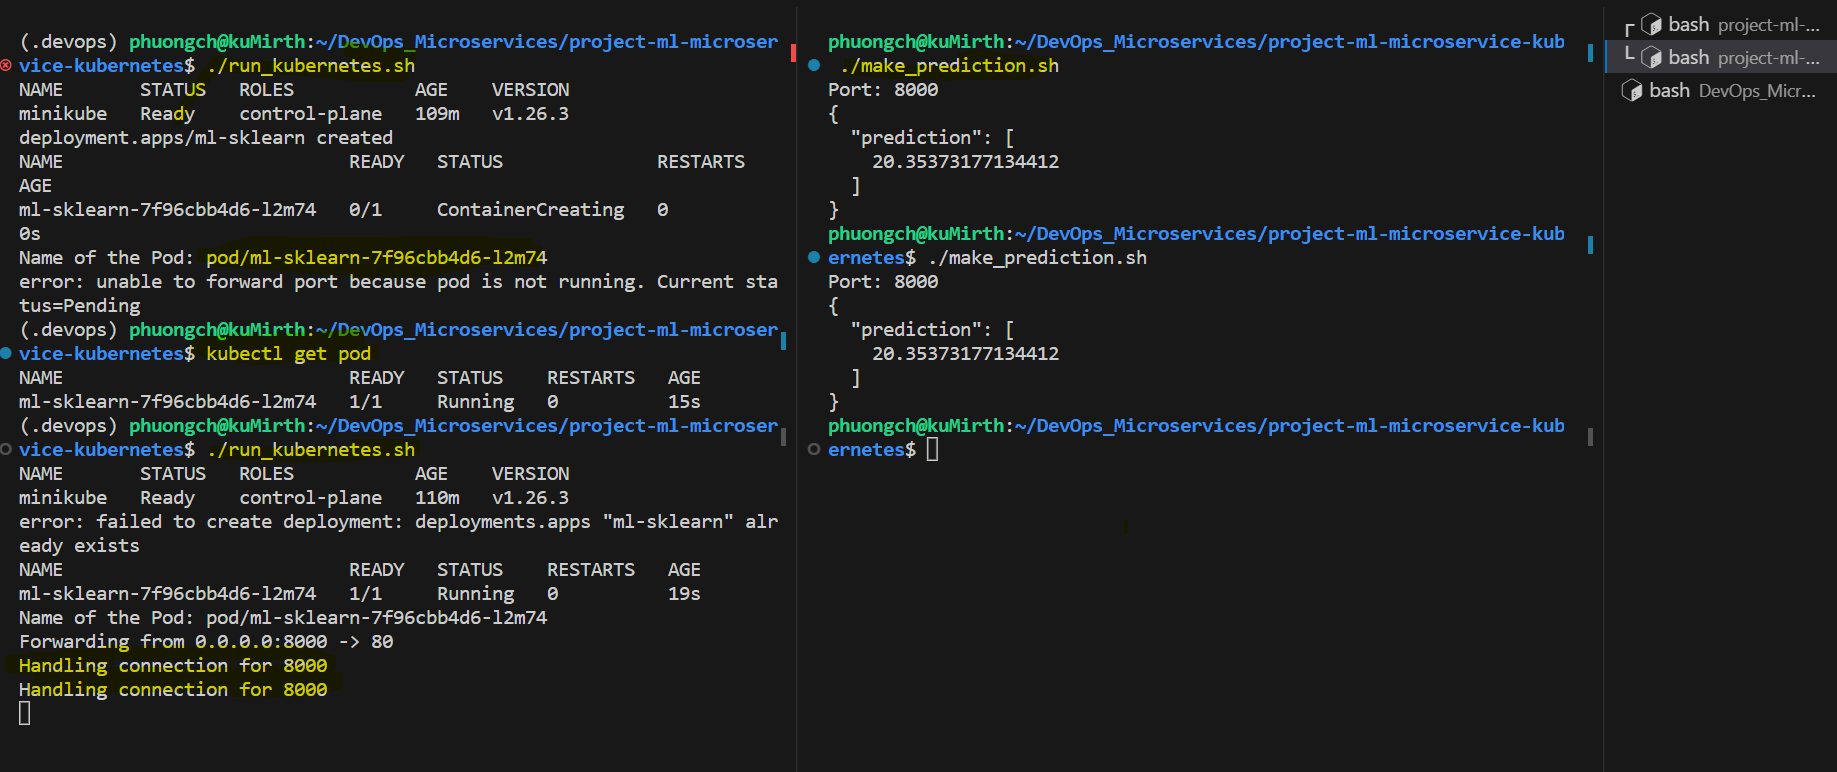 (.devops) phuongch@kuMirth:~/DevOps_Microservices/project-ml-microser
vice-kubernetes$ ./run_kubernetes.sh
NAME       STATUS   ROLES           AGE    VERSION
minikube   Ready    control-plane   109m   v1.26.3
deployment.apps/ml-sklearn created
NAME                          READY   STATUS              RESTARTS
AGE
ml-sklearn-7f96cbb4d6-l2m74   0/1     ContainerCreating   0
0s
Name of the Pod: pod/ml-sklearn-7f96cbb4d6-l2m74
error: unable to forward port because pod is not running. Current sta
tus=Pending
(.devops) phuongch@kuMirth:~/DevOps_Microservices/project-ml-microser
vice-kubernetes$ kubectl get pod
NAME                          READY   STATUS    RESTARTS   AGE
ml-sklearn-7f96cbb4d6-l2m74   1/1     Running   0          15s
(.devops) phuongch@kuMirth:~/DevOps_Microservices/project-ml-microser
vice-kubernetes$ ./run_kubernetes.sh
NAME       STATUS   ROLES           AGE    VERSION
minikube   Ready    control-plane   110m   v1.26.3
error: failed to create deployment: deployments.apps "ml-sklearn" alr
eady exists
NAME                          READY   STATUS    RESTARTS   AGE
ml-sklearn-7f96cbb4d6-l2m74   1/1     Running   0          19s
Name of the Pod: pod/ml-sklearn-7f96cbb4d6-l2m74
Forwarding from 0.0.0.0:8000 -> 80
Handling connection for 8000
Handling connection for 8000
phuongch@kuMirth:~/DevOps_Microservices/project-ml-microservice-kub
./make_prediction.sh
Port: 8000
{
  "prediction": [
    20.35373177134412
  ]
}
phuongch@kuMirth:~/DevOps_Microservices/project-ml-microservice-kub
ernetes$ ./make_prediction.sh
Port: 8000
{
  "prediction": [
    20.35373177134412
  ]
}
phuongch@kuMirth:~/DevOps_Microservices/project-ml-microservice-kub
ernetes$
bash project-ml-...
bash project-ml-...
bash DevOps_Micr...